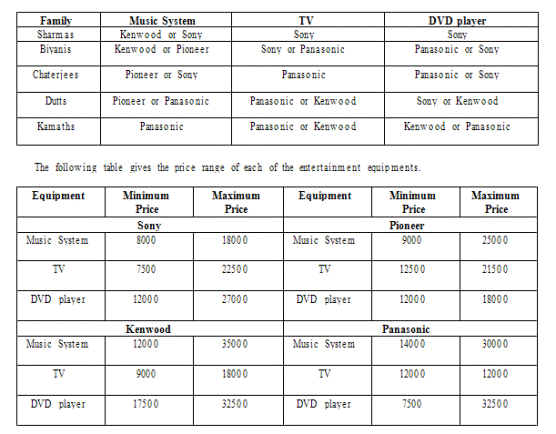 Family Music System TV DVD player
Sharmas Kenwood or Sony Sony Sony
Biyanis Kenwood or Pioneer Sony or Panasonic Panasonic or Sony
Chaterjees Pioneer or Sony Panasonic Panasonic or Sony
Dutts Pioneer or Panasonic Panasonic or Kenwood Sony or Kenwood
Kamaths Panasonic Panasonic or Kenwood Kenwood or Panasonic
The following table gives the price range of each of the entertainment equipments.
Equipment Minimum Price Maximum Price Equipment Minimum Price Maximum Price
Sony Pioneer
Music System 8000 18000 Music System 9000 25000
TV 7500 22500 TV 12500 21500
DVD player 12000 27000 DVD player 12000 18000
Kenwood Panasonic
Music System 12000 35000 Music System 14000 30000
TV 9000 18000 TV 12000 12000
DVD player 17500 32500 DVD player 7500 32500